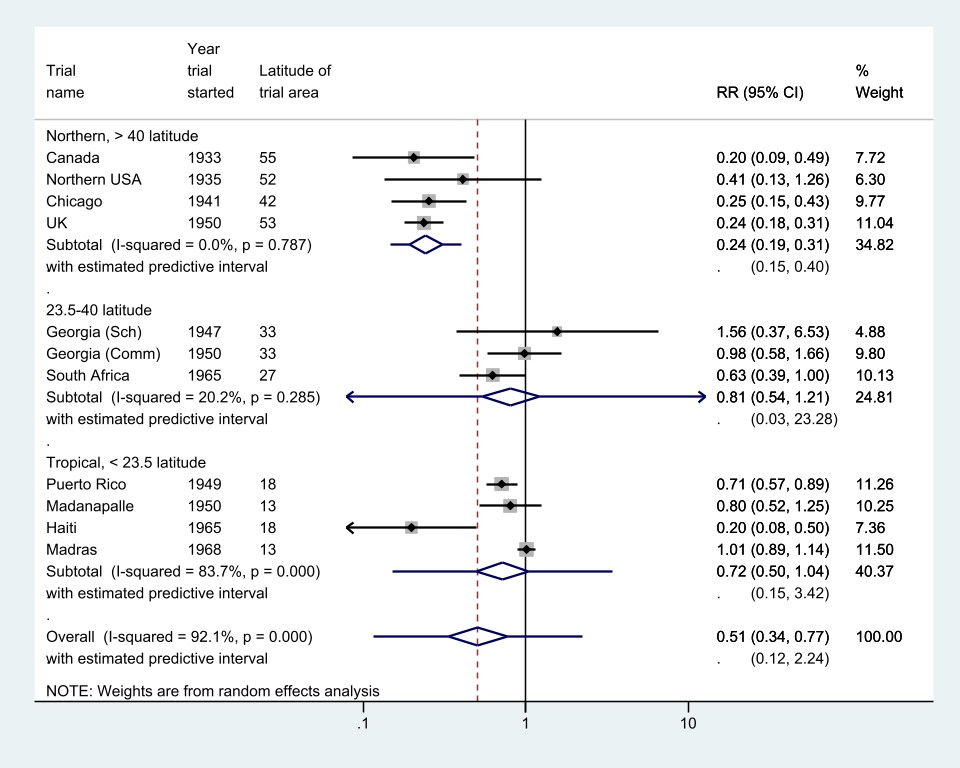 Year
Trial trial Latitude of %
name started trial area RR (95% CI) Weight
Northern, > 40 latitude
Canada 1933 55 0.20 (0.09, 0.49) 7.72
Northern USA 1935 52 0.41 (0.13, 1.26) 6.30
Chicago 1941 42 0.25 (0.15, 0.43) 9.77
UK 1950 53 0.24 (0.18, 0.31) 11.04
Subtotal (I-squared = 0.0%, p = 0.787) 0.24 (0.19, 0.31) 34.82
with estimated predictive interval . (0.15, 0.40)
.
23.5-40 latitude
Georgia (Sch) 1947 33 1.56 (0.37, 6.53) 4.88
Georgia (Comm) 1950 33 0.98 (0.58, 1.66) 9.80
South Africa 1965 27 0.63 (0.39, 1.00) 10.13
Subtotal (I-squared = 20.2%, p = 0.285) 0.81 (0.54, 1.21) 24.81
with estimated predictive interval . (0.03, 23.28)
.
Tropical, < 23.5 latitude
Puerto Rico 1949 18 0.71 (0.57, 0.89) 11.26
Madanapalle 1950 13 0.80 (0.52, 1.25) 10.25
Haiti 1965 18 0.20 (0.08, 0.50) 7.36
Madras 1968 13 1.01 (0.89, 1.14) 11.50
Subtotal (I-squared = 83.7%, p = 0.000) 0.72 (0.50, 1.04) 40.37
with estimated predictive interval . (0.15, 3.42)
.
Overall (I-squared = 92.1%, p = 0.000) 0.51 (0.34, 0.77) 100.00
with estimated predictive interval . (0.12, 2.24)
NOTE: Weights are from random effects analysis
.1 1 10